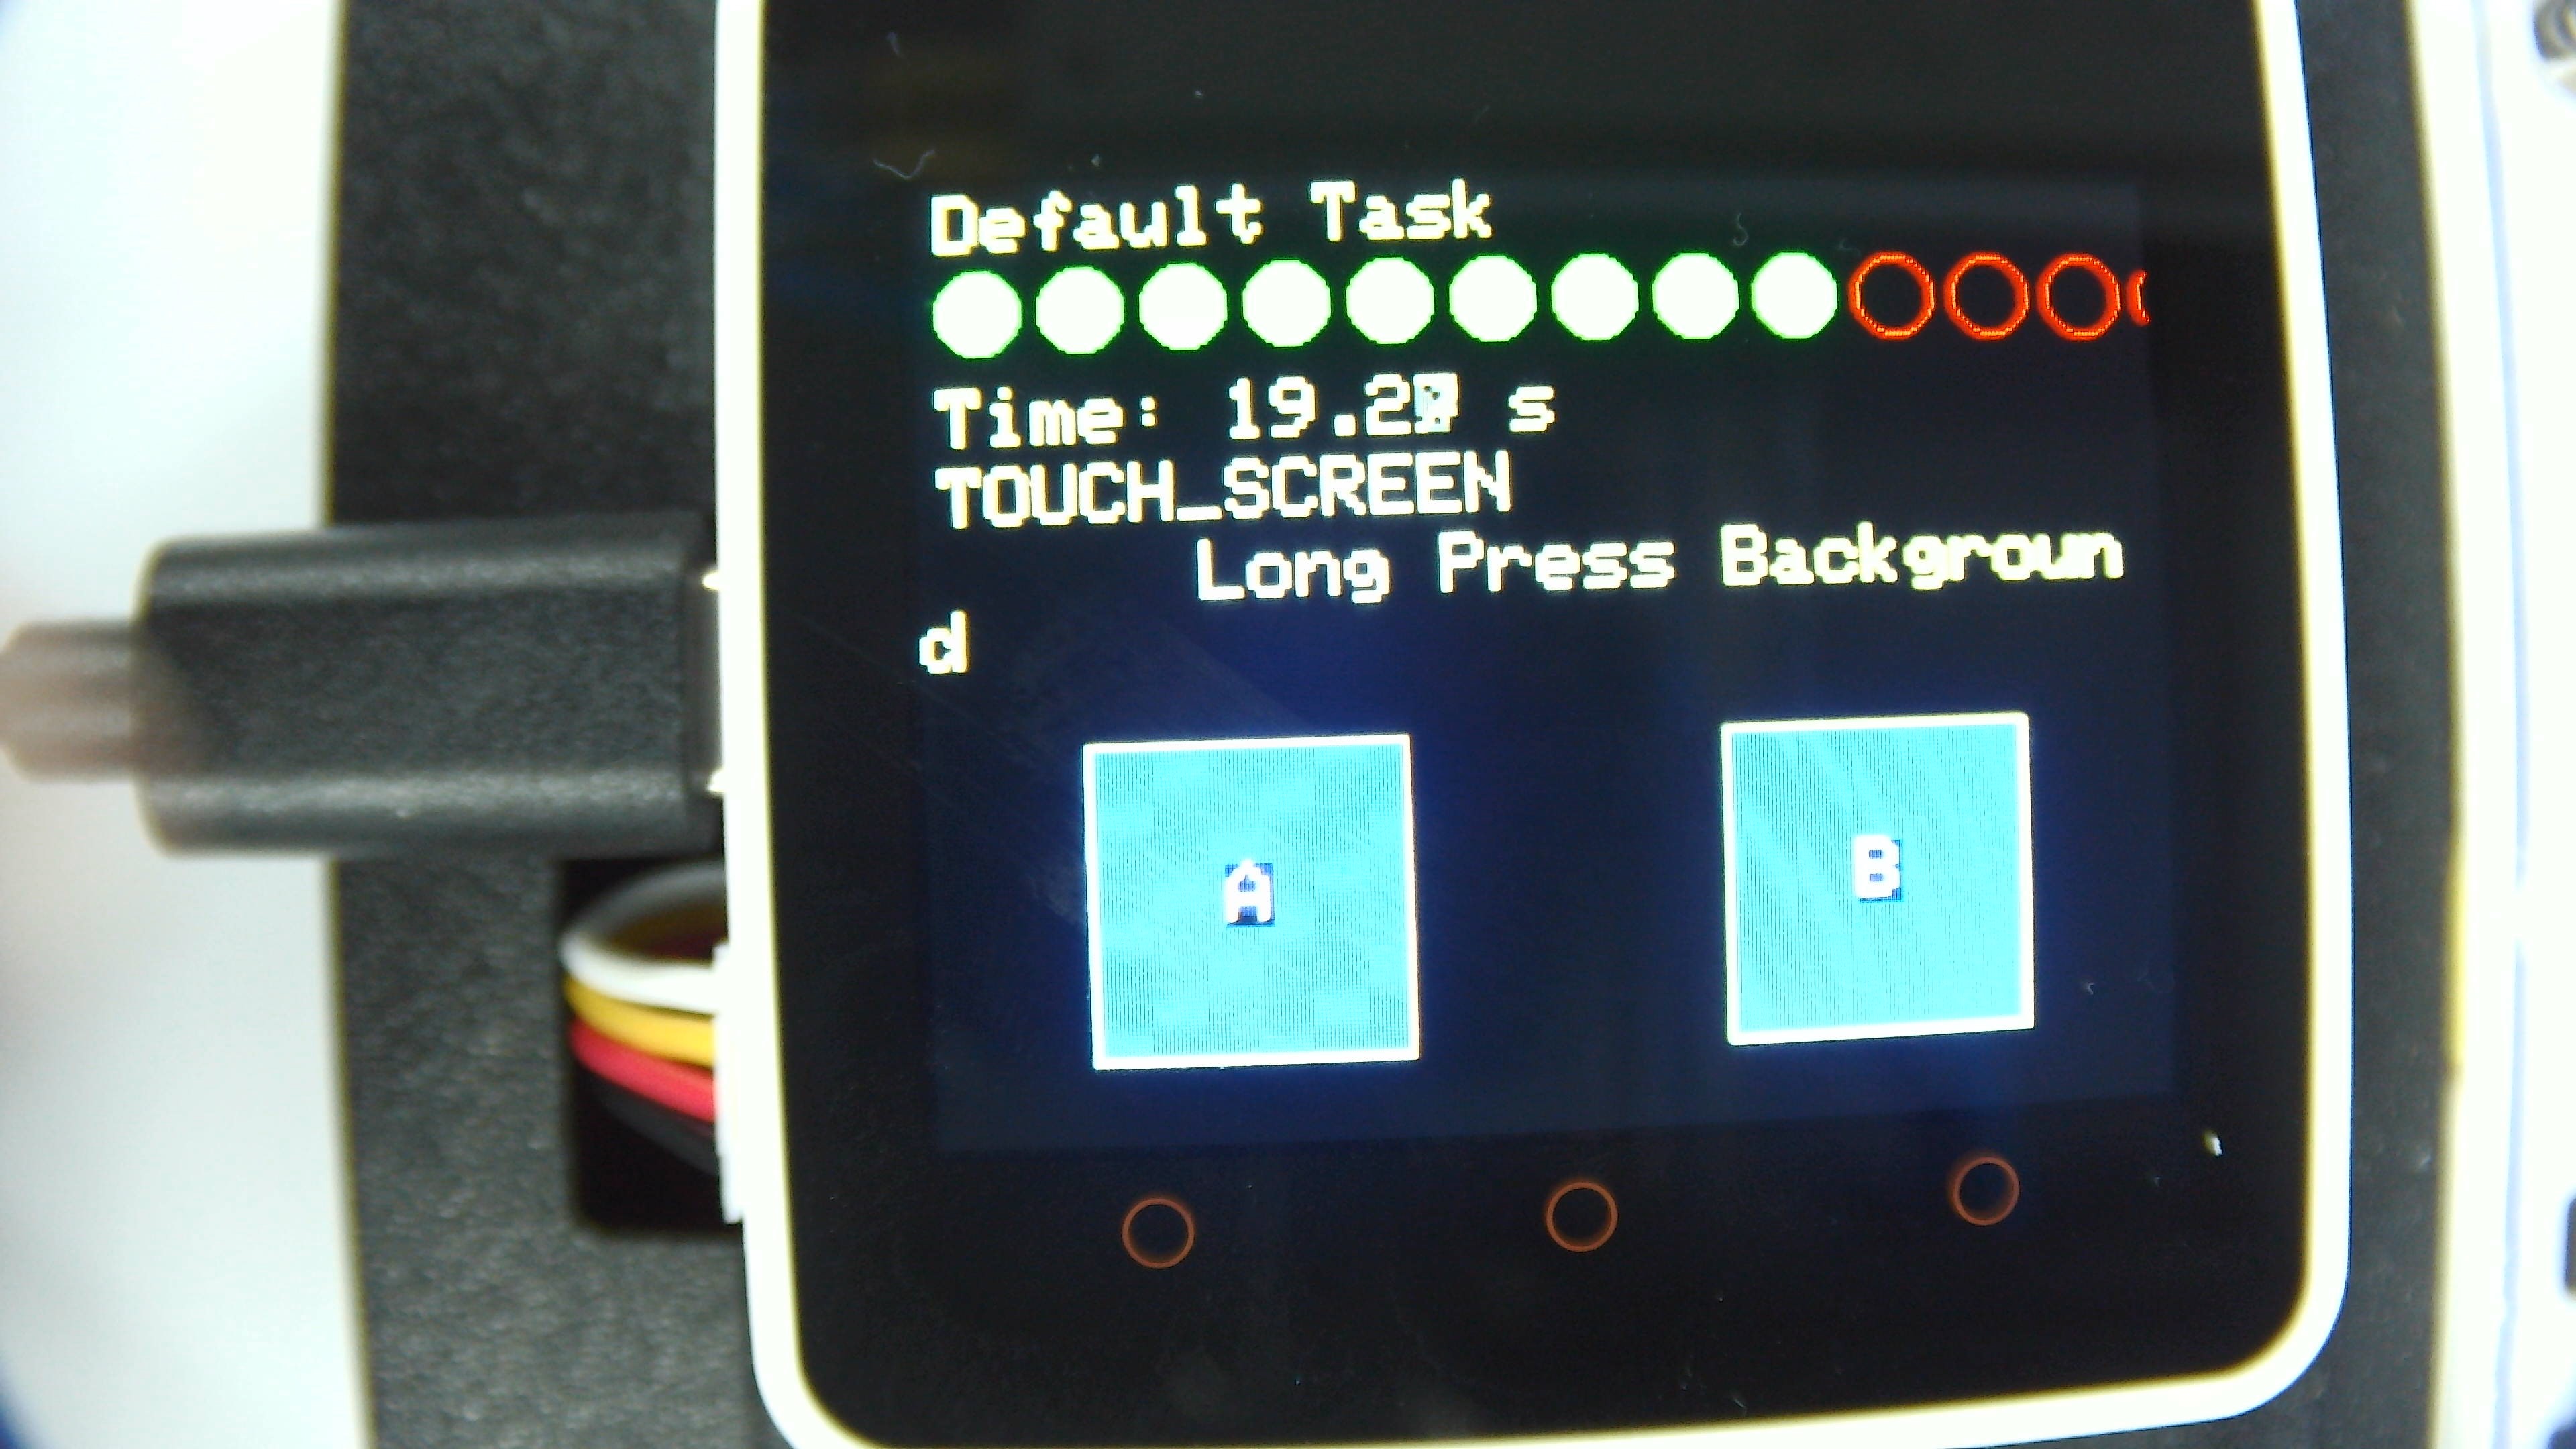 Default Task
Time: 19.2 s
TOUCH_SCREEN
Long Press Backgroun
d
A
B